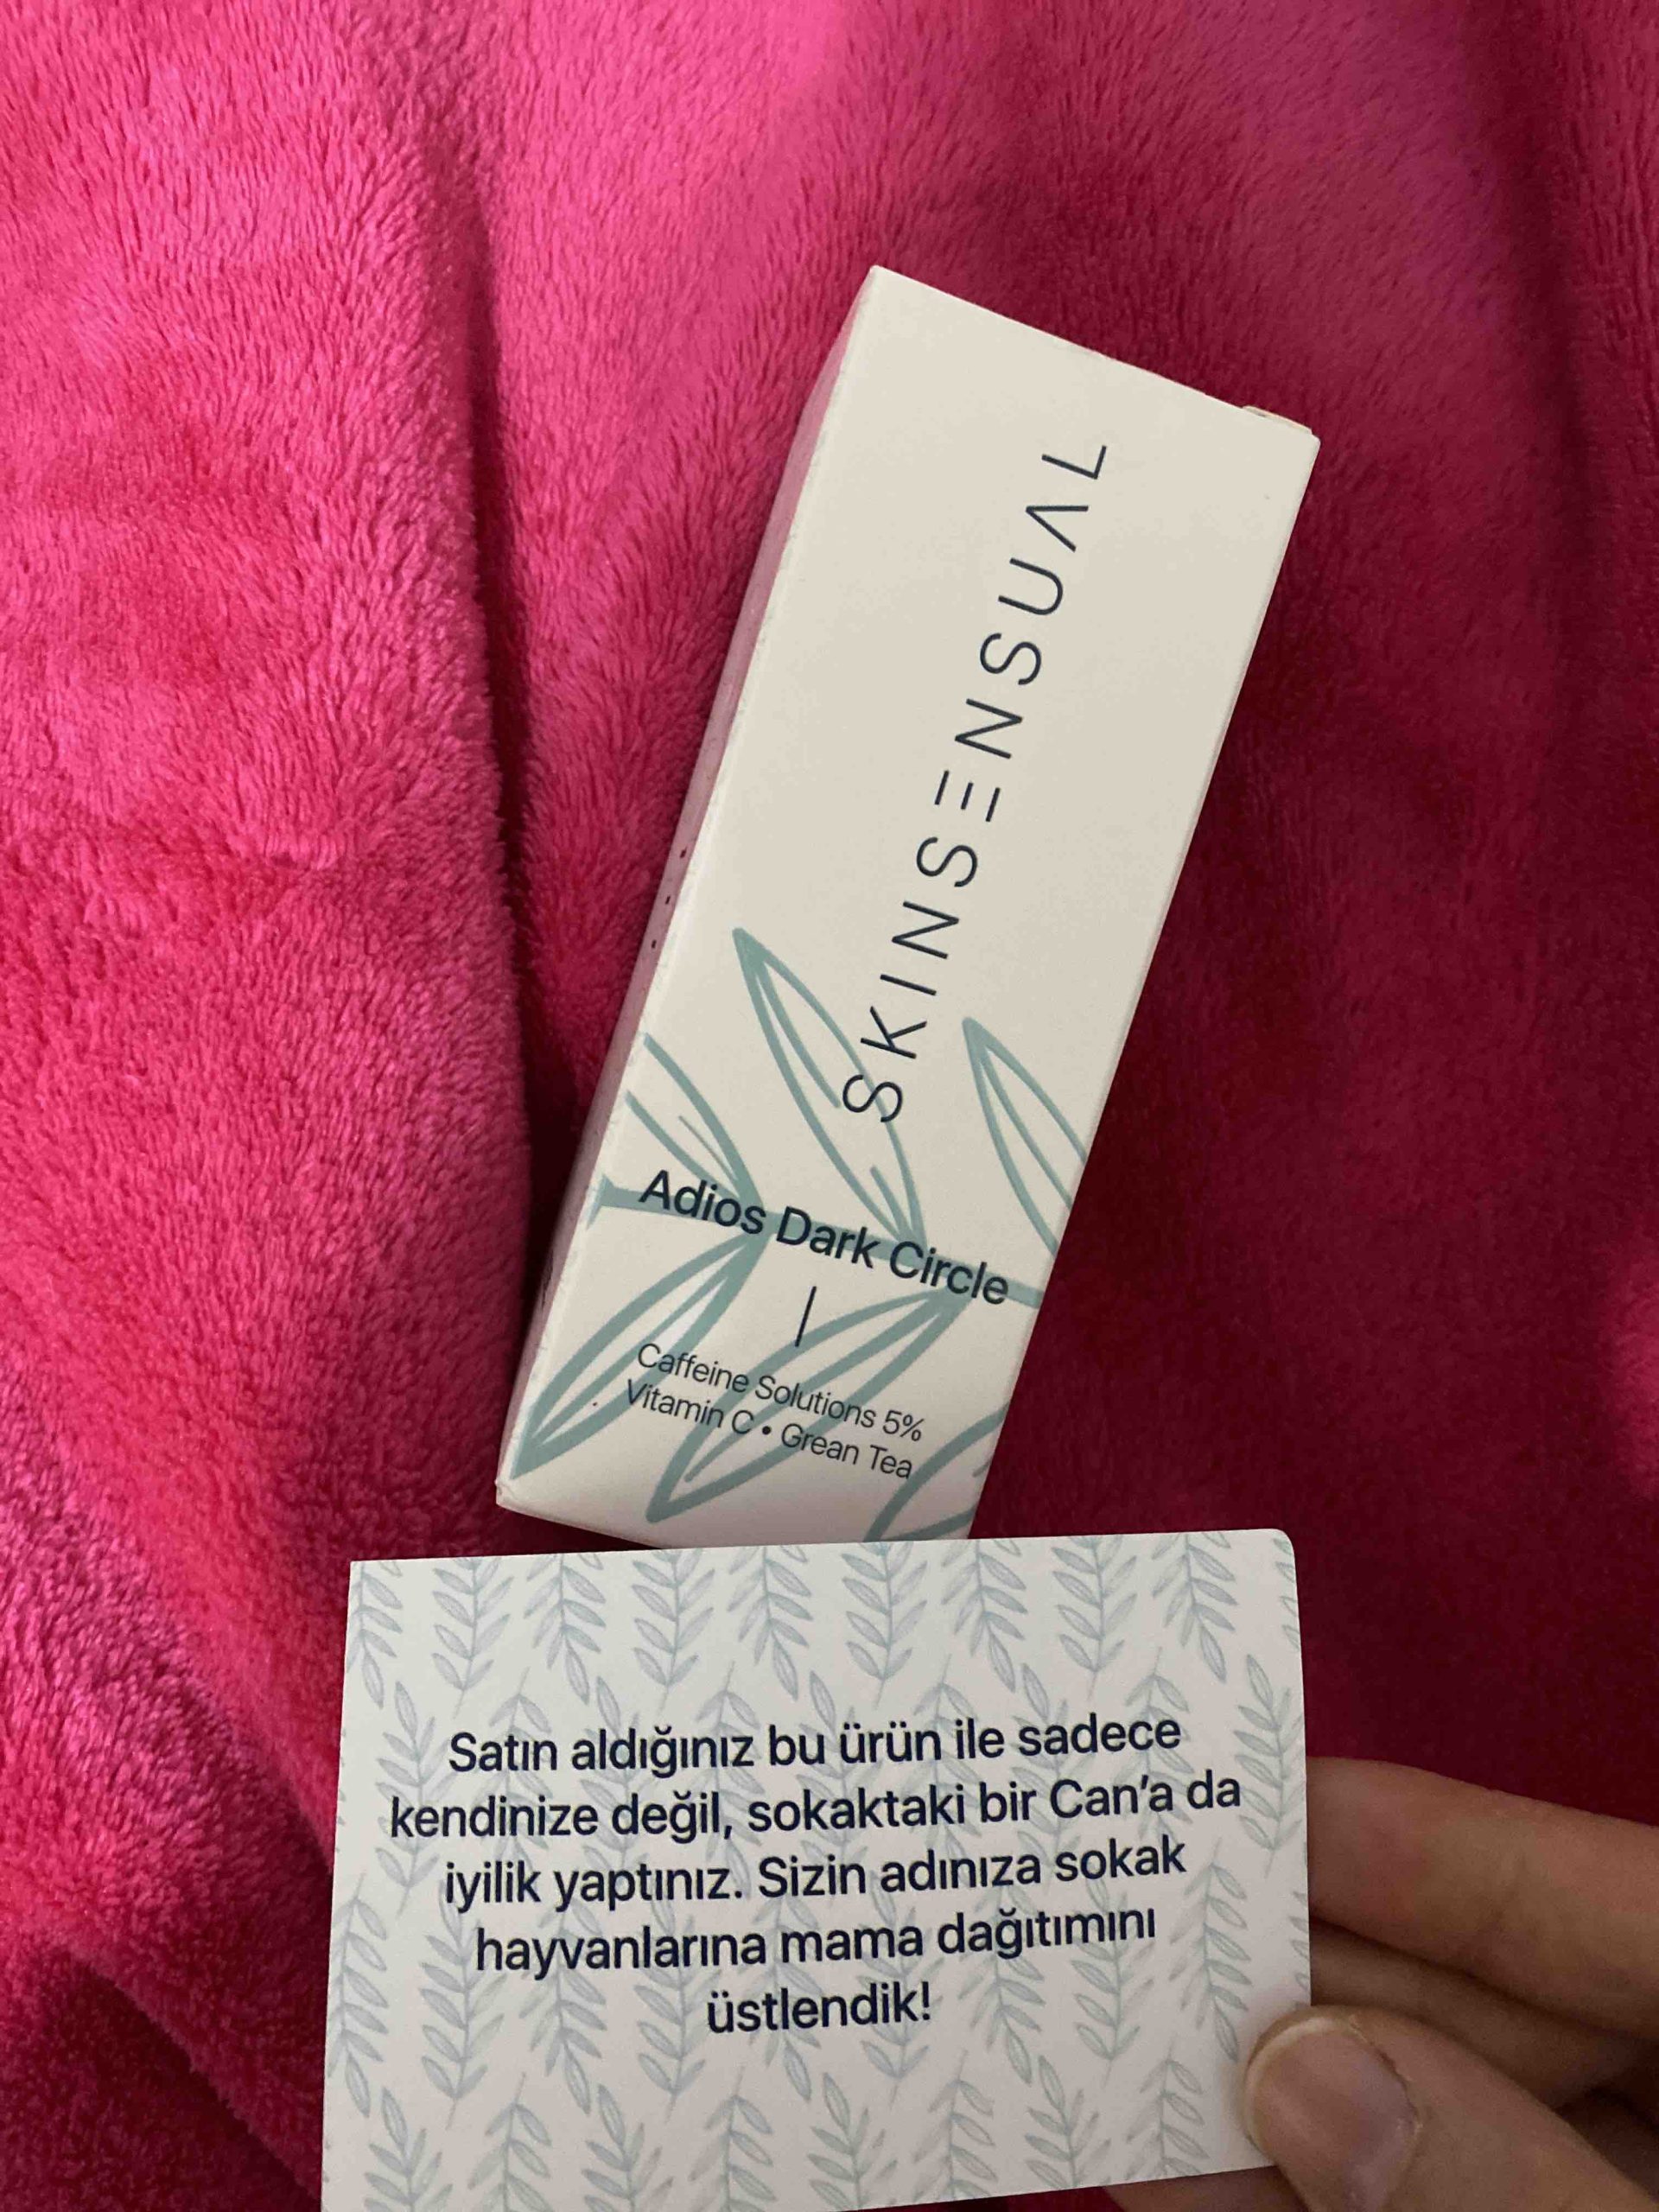 SKINSENSUAL
Adios Dark Circle
Caffeine Solutions 5%
Vitamin C • Grean Tea
Satın aldığınız bu ürün ile sadece
kendinize değil, sokaktaki bir Can'a da
iyilik yaptınız. Sizin adınıza sokak
hayvanlarına mama dağıtımını
üstlendik!